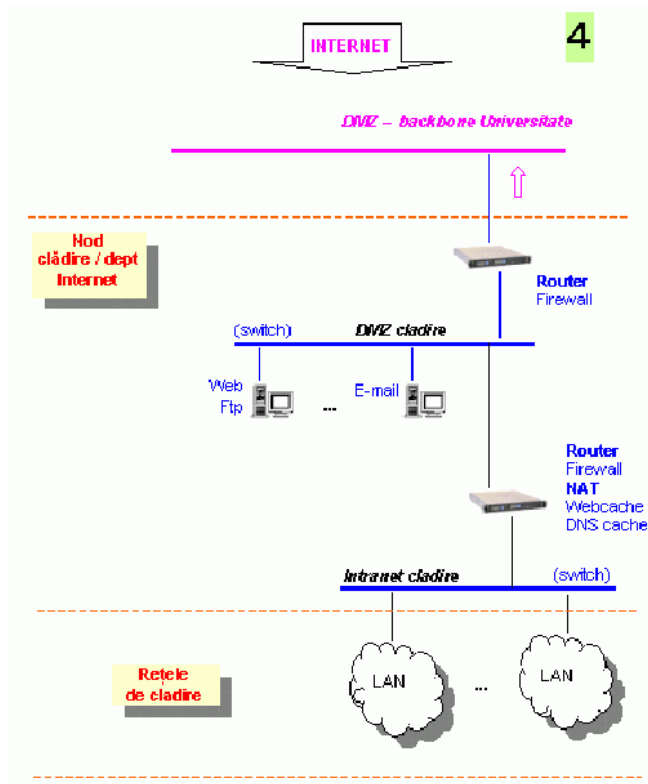 INTERNET
4
DMZ – backbone Universitate
Nod
clădire / dept
Internet
Router
Firewall
(switch)
DMZ cladire
Web
Ftp
...
E-mail
Router
Firewall
NAT
Webcache
DNS cache
Intranet cladire
(switch)
Rețele
de cladire
LAN
...
LAN